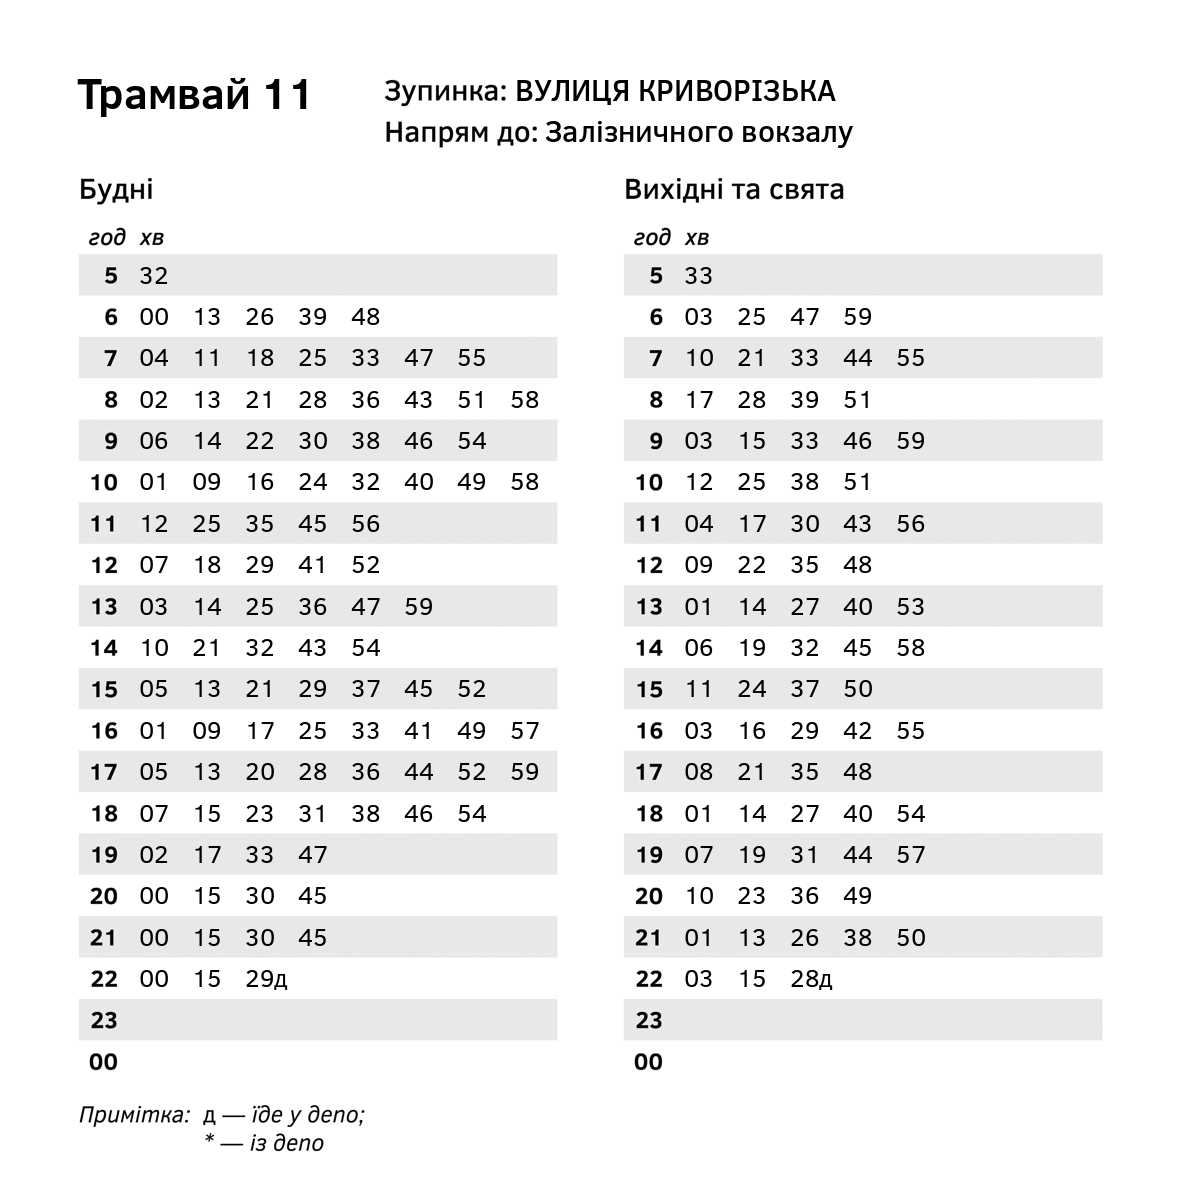 Трамвай 11
Зупинка: ВУЛИЦЯ КРИВОРІЗЬКА
Напрям до: Залізничного вокзалу
Будні
год хв
5 32
6 00 13 26 39 48
7 04 11 18 25 33 47 55
8 02 13 21 28 36 43 51 58
9 06 14 22 30 38 46 54
10 01 09 16 24 32 40 49 58
11 12 25 35 45 56
12 07 18 29 41 52
13 03 14 25 36 47 59
14 10 21 32 43 54
15 05 13 21 29 37 45 52
16 01 09 17 25 33 41 49 57
17 05 13 20 28 36 44 52 59
18 07 15 23 31 38 46 54
19 02 17 33 47
20 00 15 30 45
21 00 15 30 45
22 00 15 29д
23
00
Вихідні та свята
год хв
5 33
6 03 25 47 59
7 10 21 33 44 55
8 17 28 39 51
9 03 15 33 46 59
10 12 25 38 51
11 04 17 30 43 56
12 09 22 35 48
13 01 14 27 40 53
14 06 19 32 45 58
15 11 24 37 50
16 03 16 29 42 55
17 08 21 35 48
18 01 14 27 40 54
19 07 19 31 44 57
20 10 23 36 49
21 01 13 26 38 50
22 03 15 28д
23
00
Примітка: д — їде у депо;
* — із депо